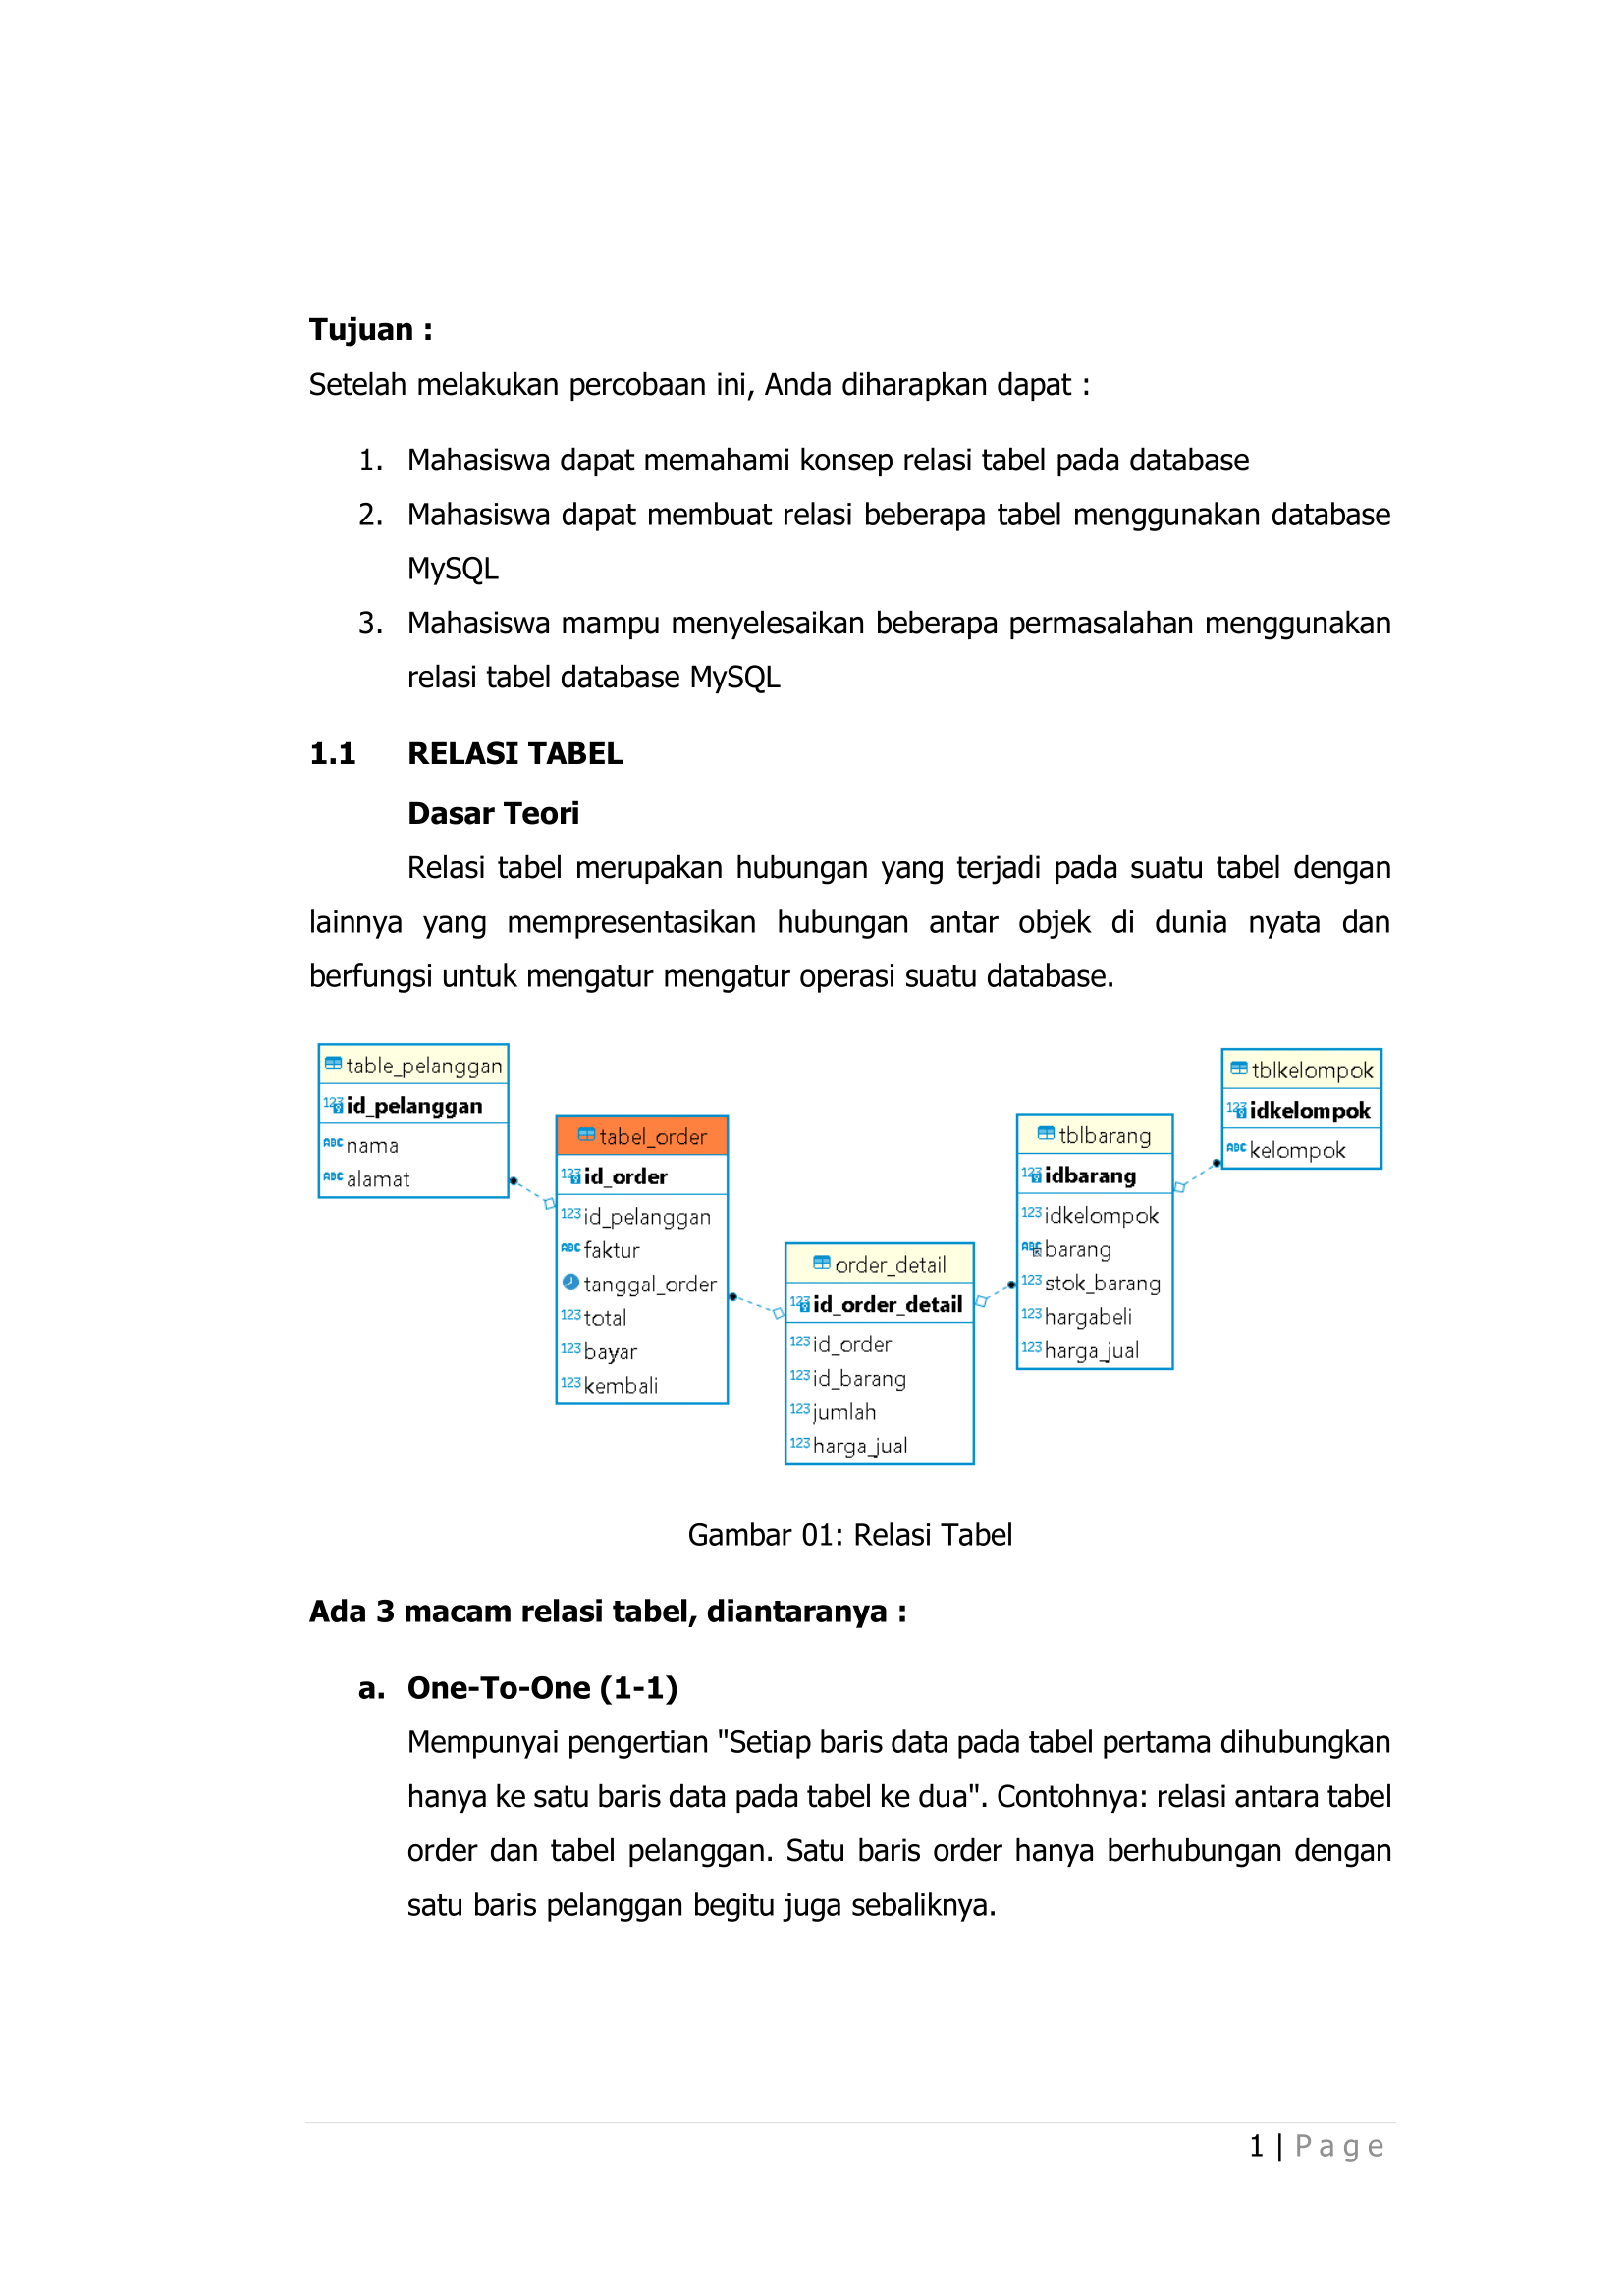 Tujuan :
Setelah melakukan percobaan ini, Anda diharapkan dapat :
1. Mahasiswa dapat memahami konsep relasi tabel pada database
2. Mahasiswa dapat membuat relasi beberapa tabel menggunakan database
MySQL
3. Mahasiswa mampu menyelesaikan beberapa permasalahan menggunakan
relasi tabel database MySQL
1.1 RELASI TABEL
Dasar Teori
Relasi tabel merupakan hubungan yang terjadi pada suatu tabel dengan
lainnya yang mempresentasikan hubungan antar objek di dunia nyata dan
berfungsi untuk mengatur mengatur operasi suatu database.
table_pelanggan
123 id_pelanggan
ABC nama
ABC alamat
tabel_order
123 id_order
123 id_pelanggan
ABC faktur
tanggal_order
123 total
123 bayar
123 kembali
order_detail
123 id_order_detail
123 id_order
123 id_barang
123 jumlah
123 harga_jual
tblbarang
123 idbarang
123 idkelompok
ABC barang
123 stok_barang
123 hargabeli
123 harga_jual
tblkelompok
123 idkelompok
ABC kelompok
Gambar 01: Relasi Tabel
Ada 3 macam relasi tabel, diantaranya :
a. One-To-One (1-1)
Mempunyai pengertian "Setiap baris data pada tabel pertama dihubungkan
hanya ke satu baris data pada tabel ke dua". Contohnya: relasi antara tabel
order dan tabel pelanggan. Satu baris order hanya berhubungan dengan
satu baris pelanggan begitu juga sebaliknya.
1 | Page